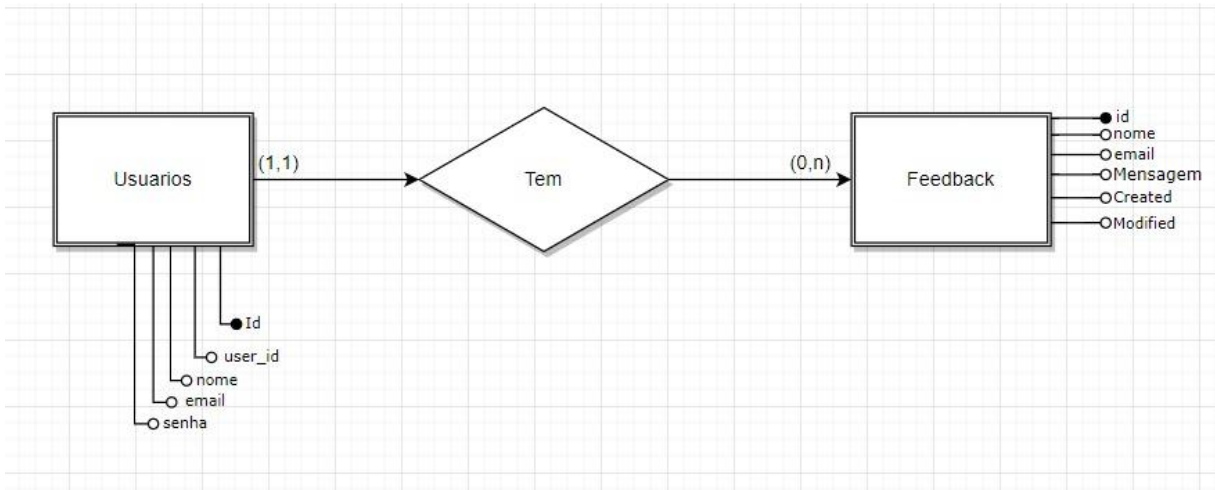 Usuarios
(1,1)
Tem
(0,n)
Feedback
id
nome
email
Mensagem
Created
Modified
Id
user_id
nome
email
senha